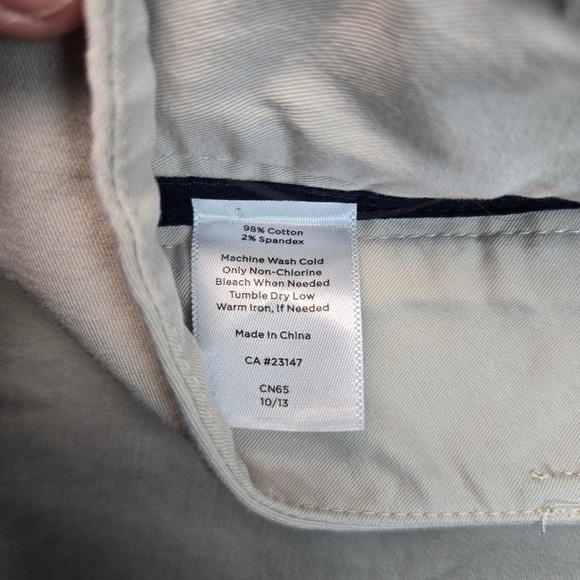 98% Cotton
2% Spandex
Machine Wash Cold
Only Non-Chlorine
Bleach When Needed
Tumble Dry Low
Warm Iron, If Needed
Made In China
CA #23147
CN65
10/13